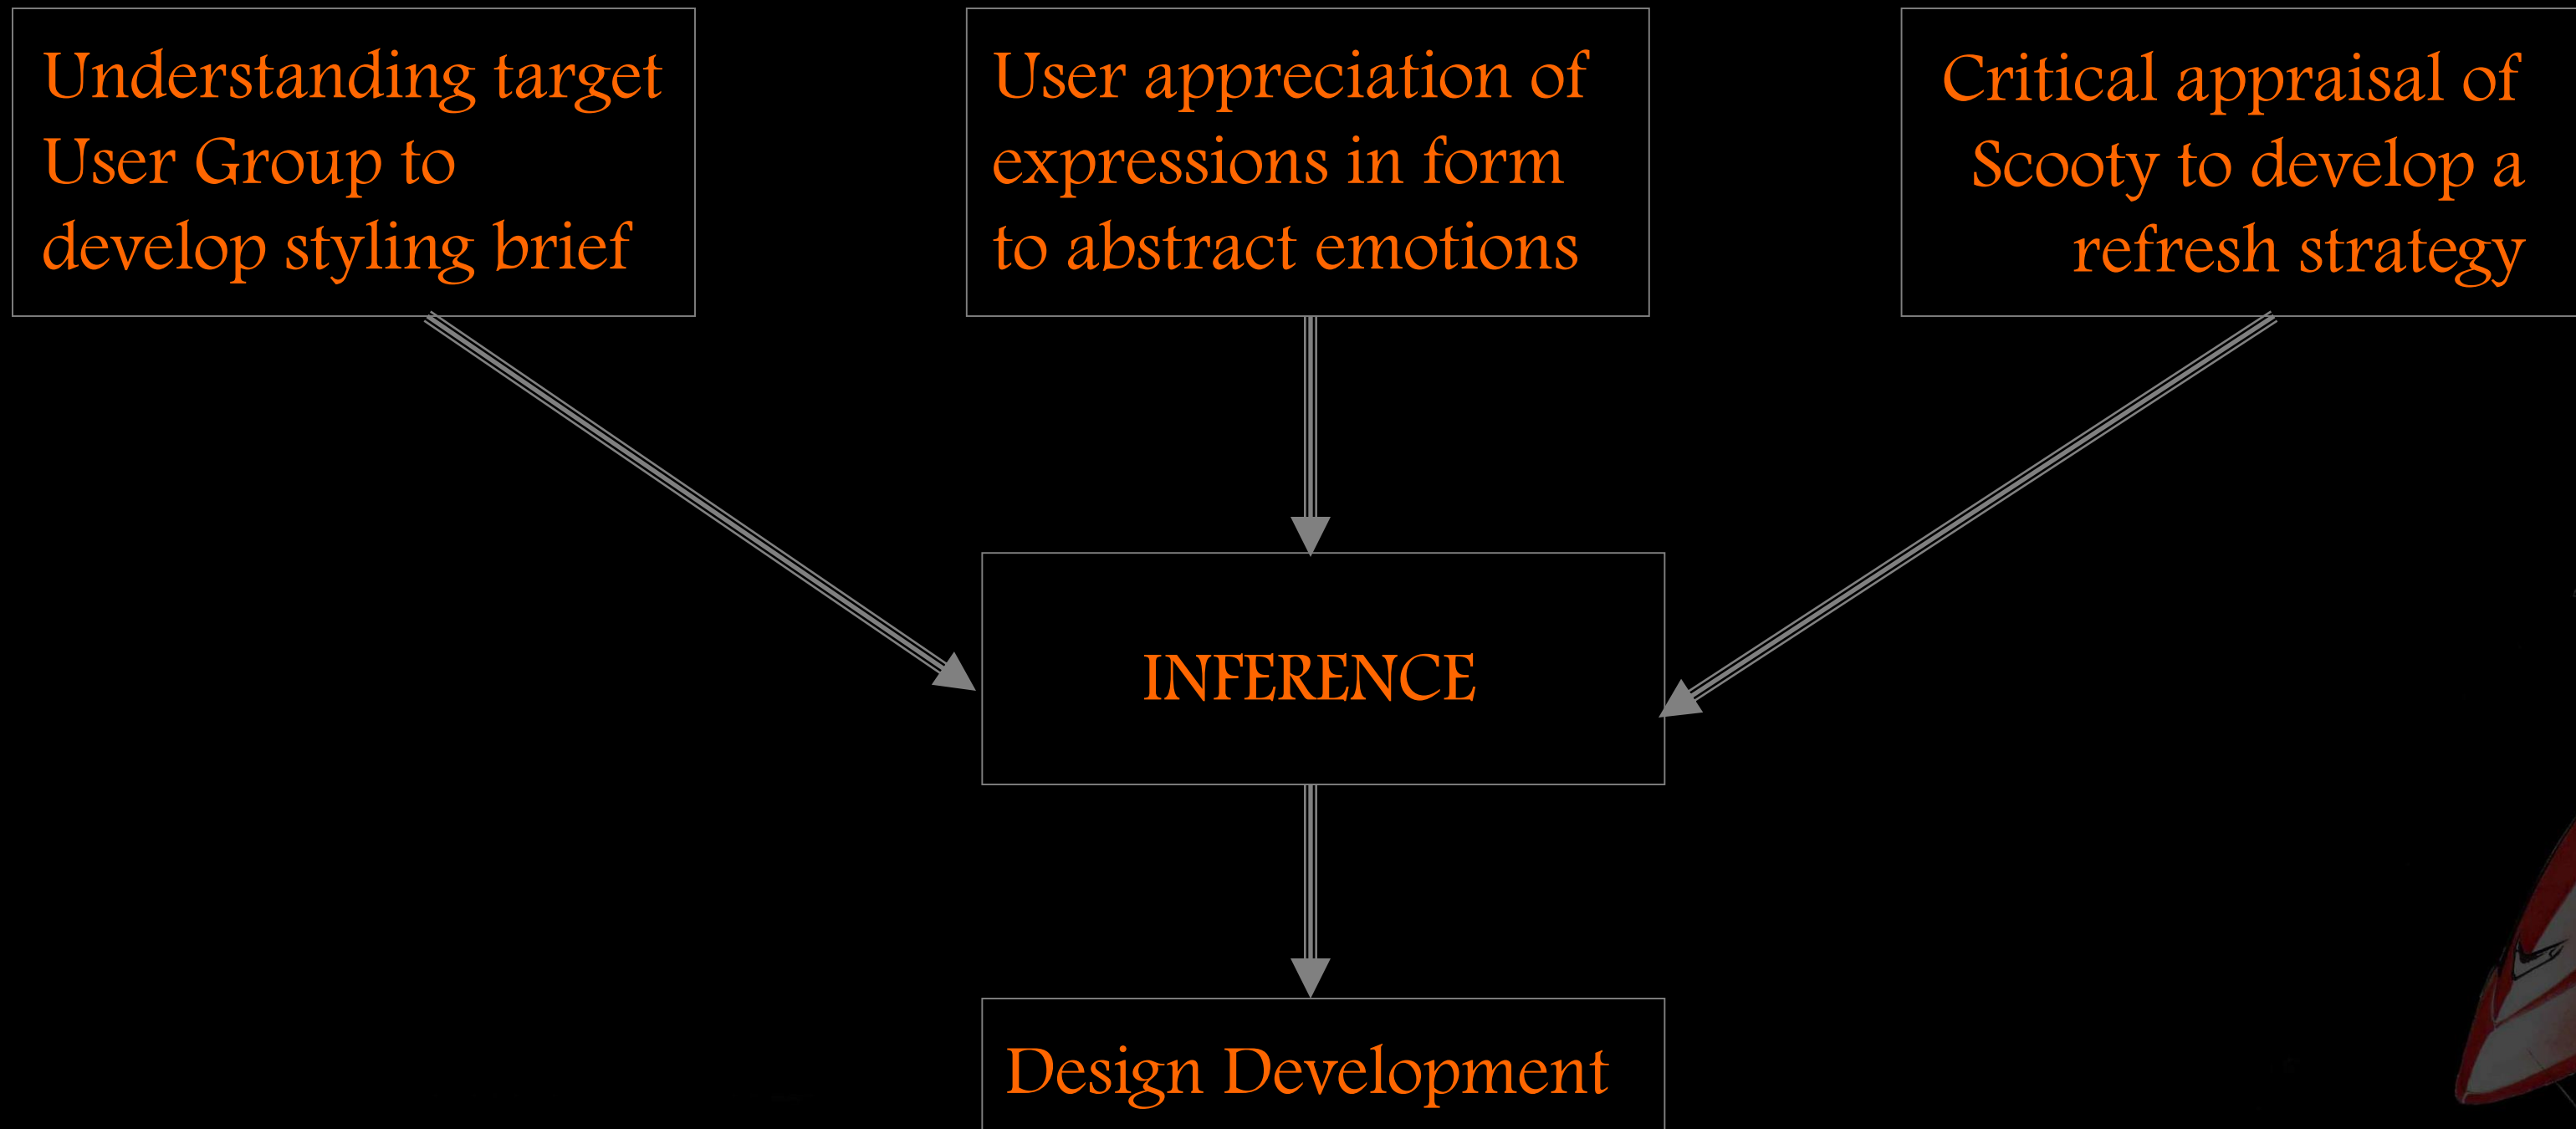 Understanding target
User Group to
develop styling brief
User appreciation of
expressions in form
to abstract emotions
Critical appraisal of
Scooty to develop a
refresh strategy
INFERENCE
Design Development